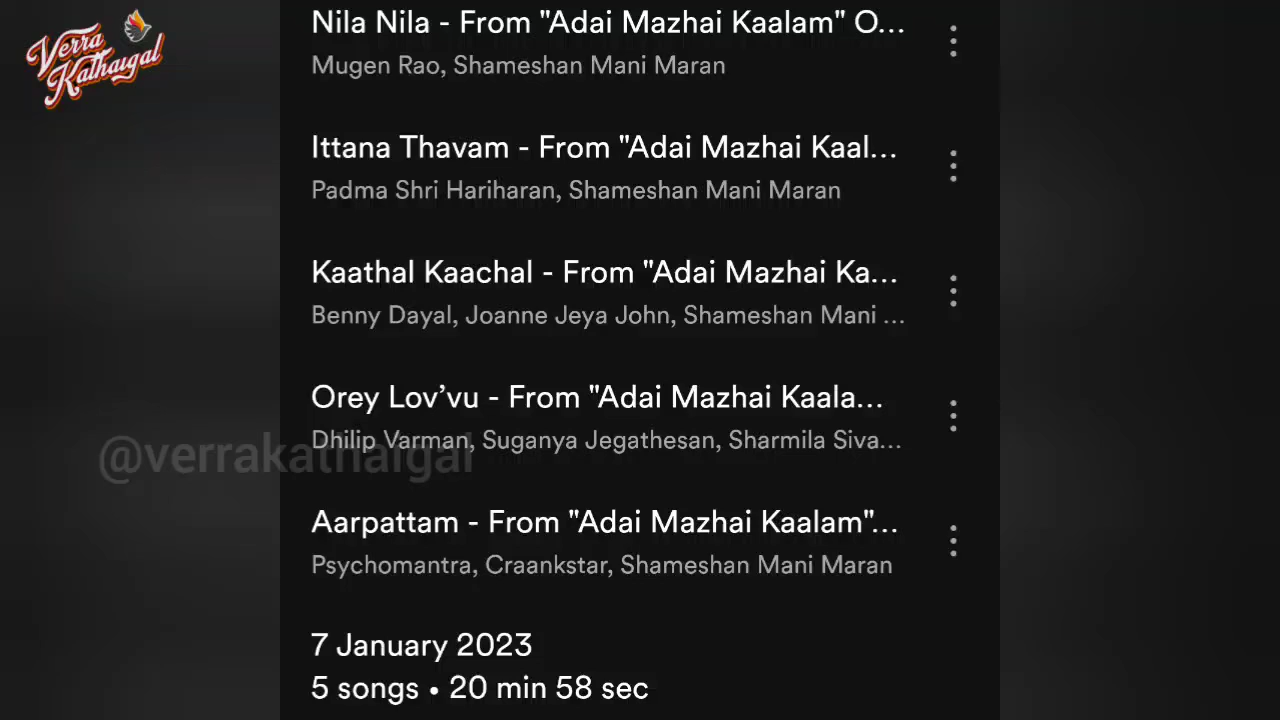 Verra
Kathaigal
Nila Nila - From "Adai Mazhai Kaalam" O...
Mugen Rao, Shameshan Mani Maran
Ittana Thavam - From "Adai Mazhai Kaal...
Padma Shri Hariharan, Shameshan Mani Maran
Kaathal Kaachal - From "Adai Mazhai Ka...
Benny Dayal, Joanne Jeya John, Shameshan Mani ...
Orey Lov’vu - From "Adai Mazhai Kaala...
Dhilip Varman, Suganya Jegathesan, Sharmila Siva...
@verrakathaigal
Aarpattam - From "Adai Mazhai Kaalam"...
Psychomantra, Craankstar, Shameshan Mani Maran
7 January 2023
5 songs • 20 min 58 sec